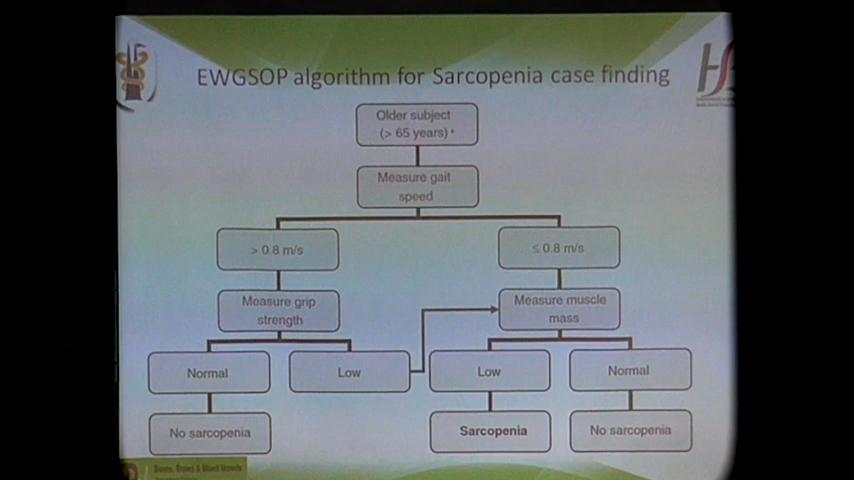 EWGSOP algorithm for Sarcopenia case finding
Older subject
(> 65 years)*
Measure gait
speed
> 0.8 m/s
≤ 0.8 m/s
Measure grip
strength
Measure muscle
mass
Normal
Low
Low
Normal
No sarcopenia
Sarcopenia
No sarcopenia